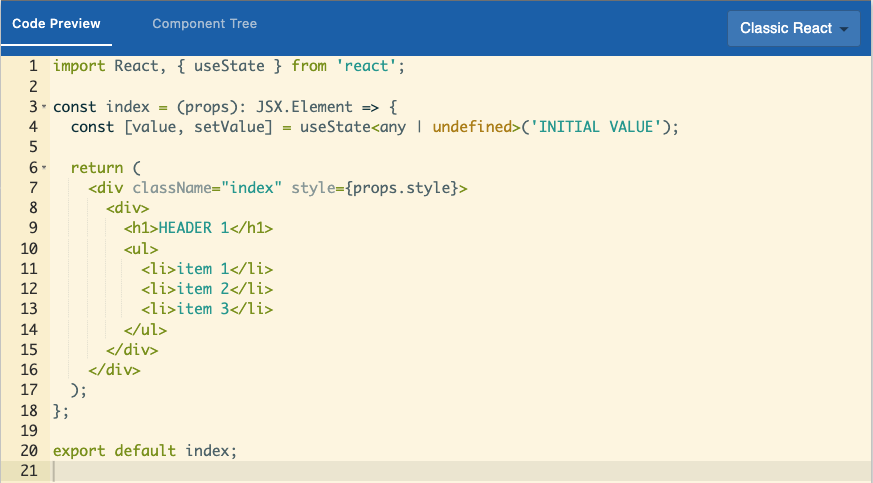 Code Preview Component Tree Classic React
1 import React, { useState } from 'react';
2
3 const index = (props): JSX.Element => {
4 const [value, setValue] = useState<any | undefined>('INITIAL VALUE');
5
6 return (
7 <div className="index" style={props.style}>
8 <div>
9 <h1>HEADER 1</h1>
10 <ul>
11 <li>item 1</li>
12 <li>item 2</li>
13 <li>item 3</li>
14 </ul>
15 </div>
16 </div>
17 );
18 };
19
20 export default index;
21